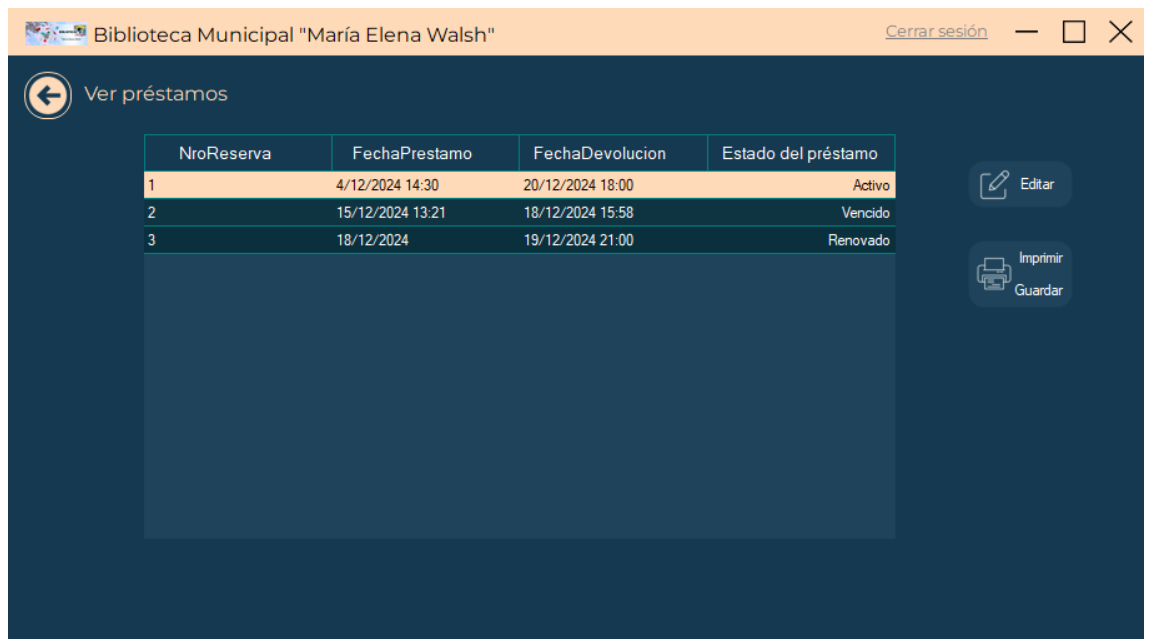 Biblioteca Municipal "María Elena Walsh"
Cerrar sesión
Ver préstamos
NroReserva FechaPrestamo FechaDevolucion Estado del préstamo
1 4/12/2024 14:30 20/12/2024 18:00 Activo
2 15/12/2024 13:21 18/12/2024 15:58 Vencido
3 18/12/2024 19/12/2024 21:00 Renovado
Editar
Imprimir
Guardar